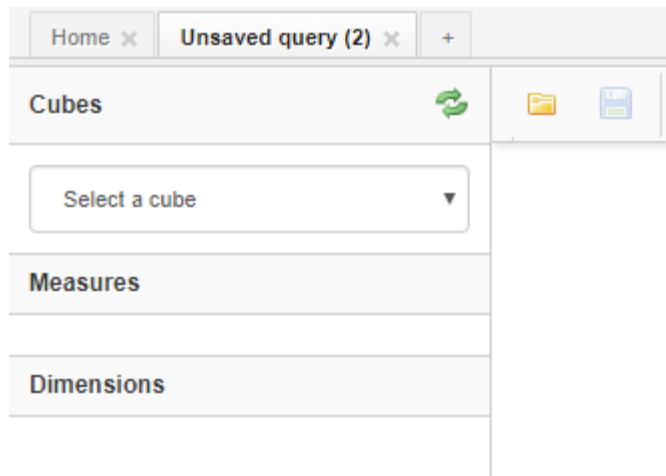 Home × Unsaved query (2) × +
Cubes
Select a cube
Measures
Dimensions